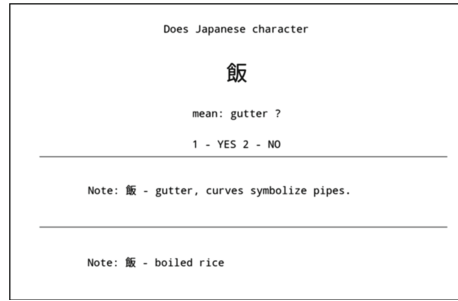 Does Japanese character
飯
mean: gutter ?
1 - YES 2 - NO
Note: 飯 - gutter, curves symbolize pipes.
Note: 飯 - boiled rice